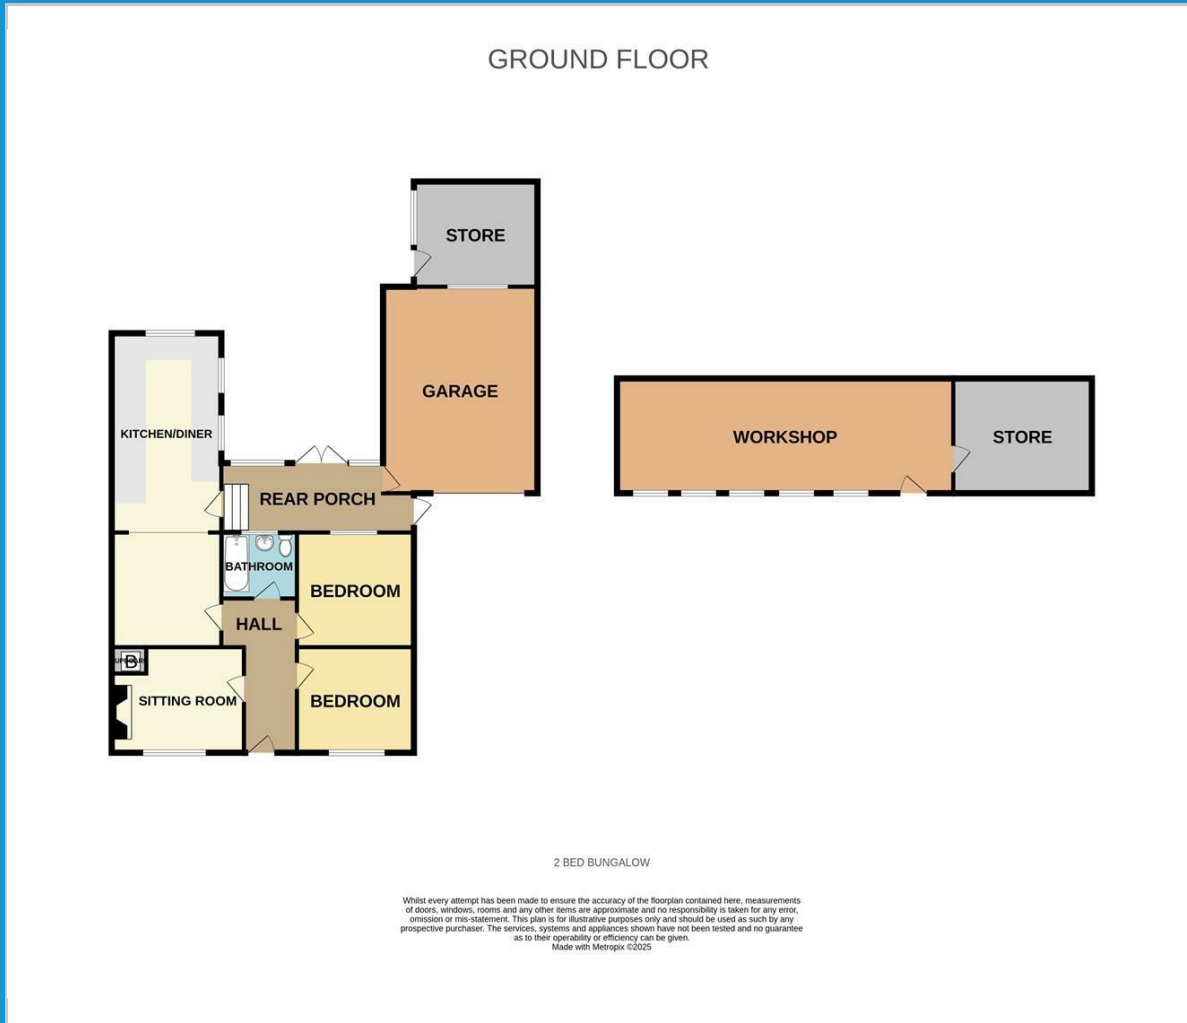 GROUND FLOOR
STORE
GARAGE
KITCHEN/DINER
WORKSHOP
STORE
REAR PORCH
BATHROOM
BEDROOM
HALL
B
SITTING ROOM
BEDROOM
2 BED BUNGALOW
Whilst every attempt has been made to ensure the accuracy of the floorplan contained here, measurements
of doors, windows, rooms and any other items are approximate and no responsibility is taken for any error,
omission or mis-statement. This plan is for illustrative purposes only and should be used as such by any
prospective purchaser. The services, systems and appliances shown have not been tested and no guarantee
as to their operability or efficiency can be given.
Made with Metropix ©2025